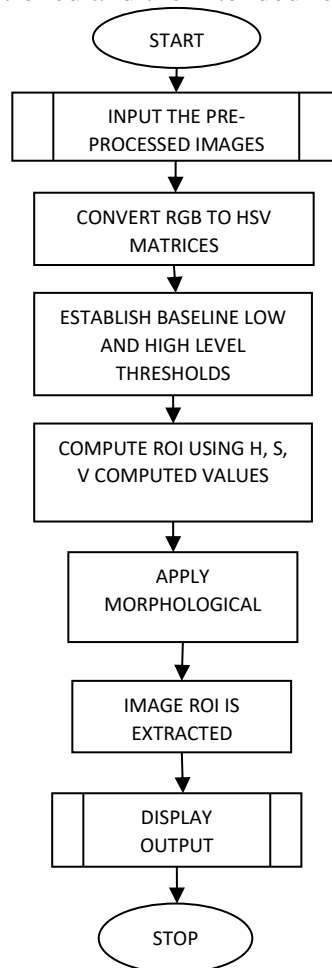 START
INPUT THE PRE-
PROCESSED IMAGES
CONVERT RGB TO HSV
MATRICES
ESTABLISH BASELINE LOW
AND HIGH LEVEL
THRESHOLDS
COMPUTE ROI USING H, S,
V COMPUTED VALUES
APPLY
MORPHOLOGICAL
IMAGE ROI IS
EXTRACTED
DISPLAY
OUTPUT
STOP